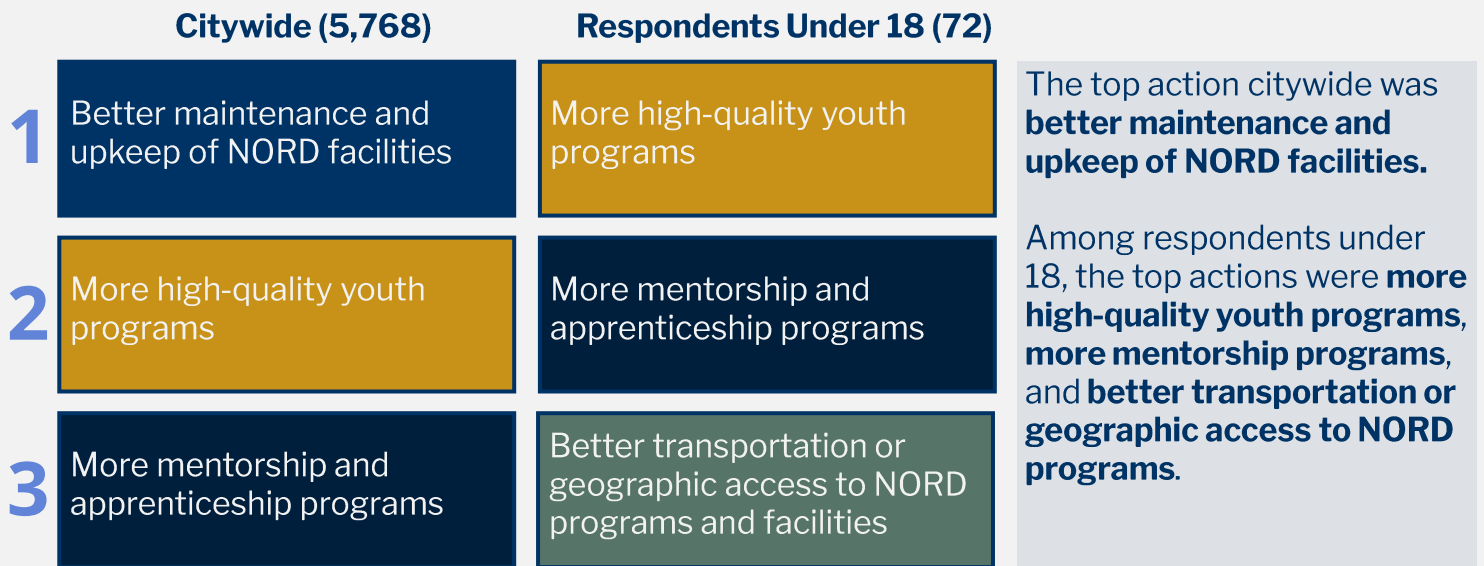 Citywide (5,768)
Respondents Under 18 (72)
1
Better maintenance and
upkeep of NORD facilities
More high-quality youth
programs
2
More high-quality youth
programs
More mentorship and
apprenticeship programs
3
More mentorship and
apprenticeship programs
Better transportation or
geographic access to NORD
programs and facilities
The top action citywide was
better maintenance and
upkeep of NORD facilities.
Among respondents under
18, the top actions were more
high-quality youth programs,
more mentorship programs,
and better transportation or
geographic access to NORD
programs.